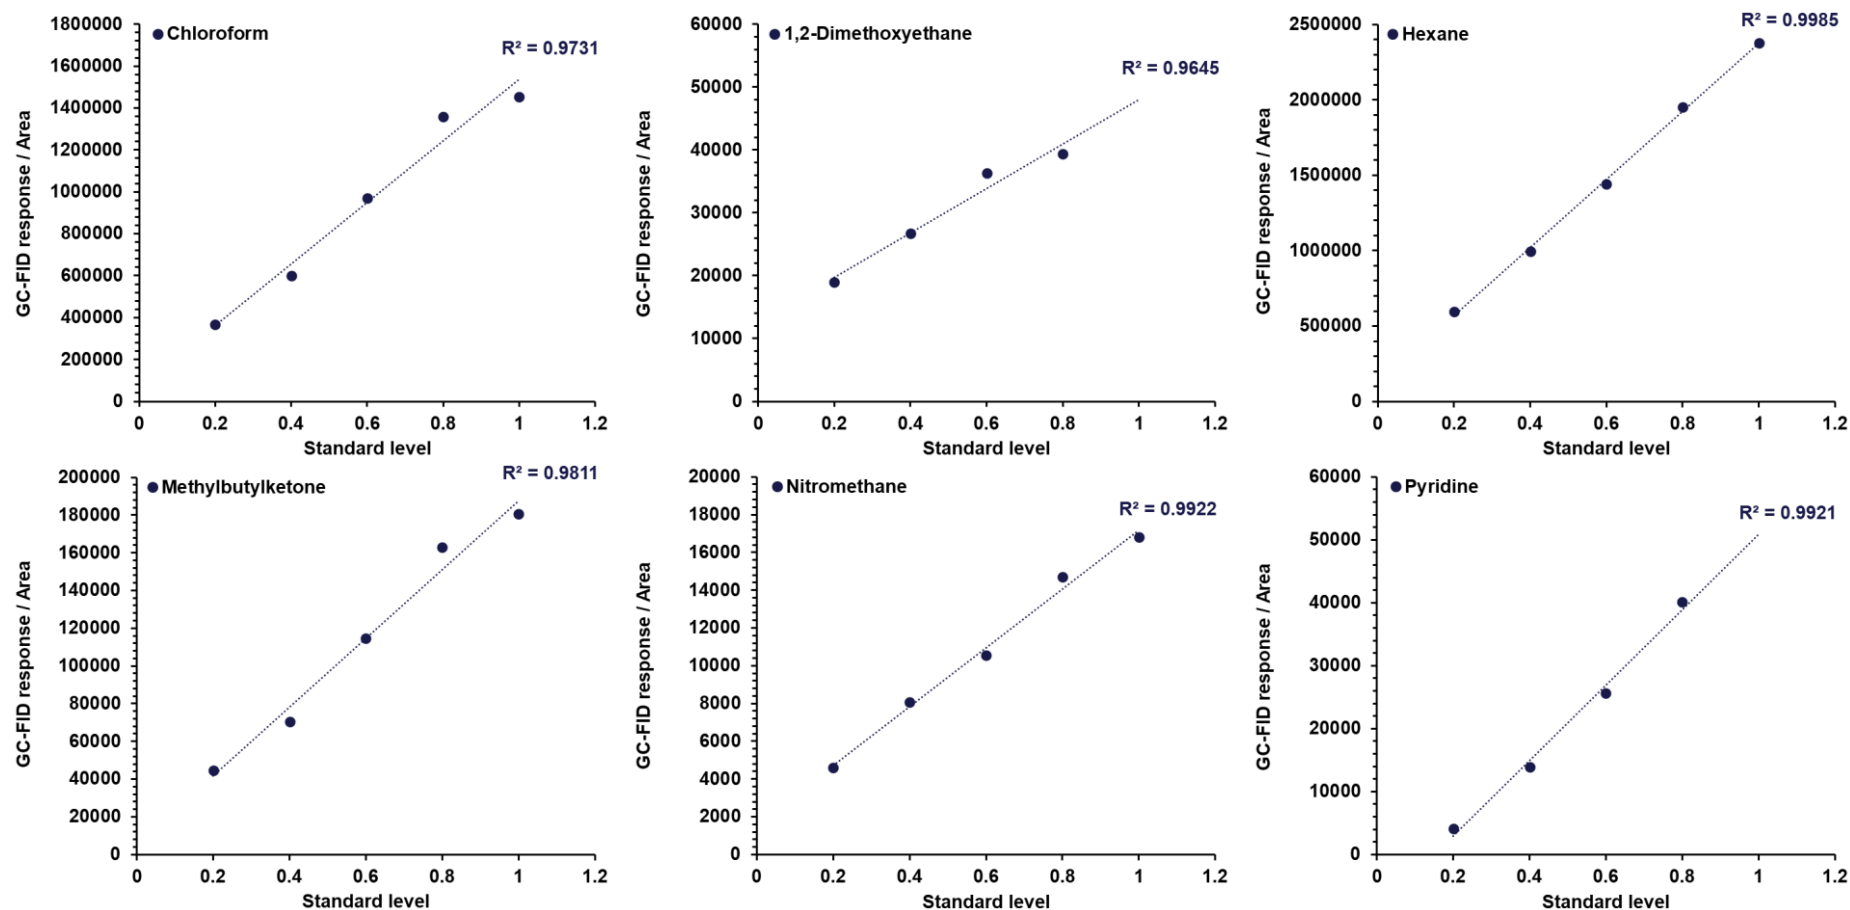 Chloroform
R² = 0.9731
GC-FID response / Area
1800000
1600000
1400000
1200000
1000000
800000
600000
400000
200000
0
0 0.2 0.4 0.6 0.8 1 1.2
Standard level
1,2-Dimethoxyethane
R² = 0.9645
GC-FID response / Area
60000
50000
40000
30000
20000
10000
0
0 0.2 0.4 0.6 0.8 1 1.2
Standard level
Hexane
R² = 0.9985
GC-FID response / Area
2500000
2000000
1500000
1000000
500000
0
0 0.2 0.4 0.6 0.8 1 1.2
Standard level
Methylbutylketone
R² = 0.9811
GC-FID response / Area
200000
180000
160000
140000
120000
100000
80000
60000
40000
20000
0
0 0.2 0.4 0.6 0.8 1 1.2
Standard level
Nitromethane
R² = 0.9922
GC-FID response / Area
20000
18000
16000
14000
12000
10000
8000
6000
4000
2000
0
0 0.2 0.4 0.6 0.8 1 1.2
Standard level
Pyridine
R² = 0.9921
GC-FID response / Area
60000
50000
40000
30000
20000
10000
0
0 0.2 0.4 0.6 0.8 1 1.2
Standard level